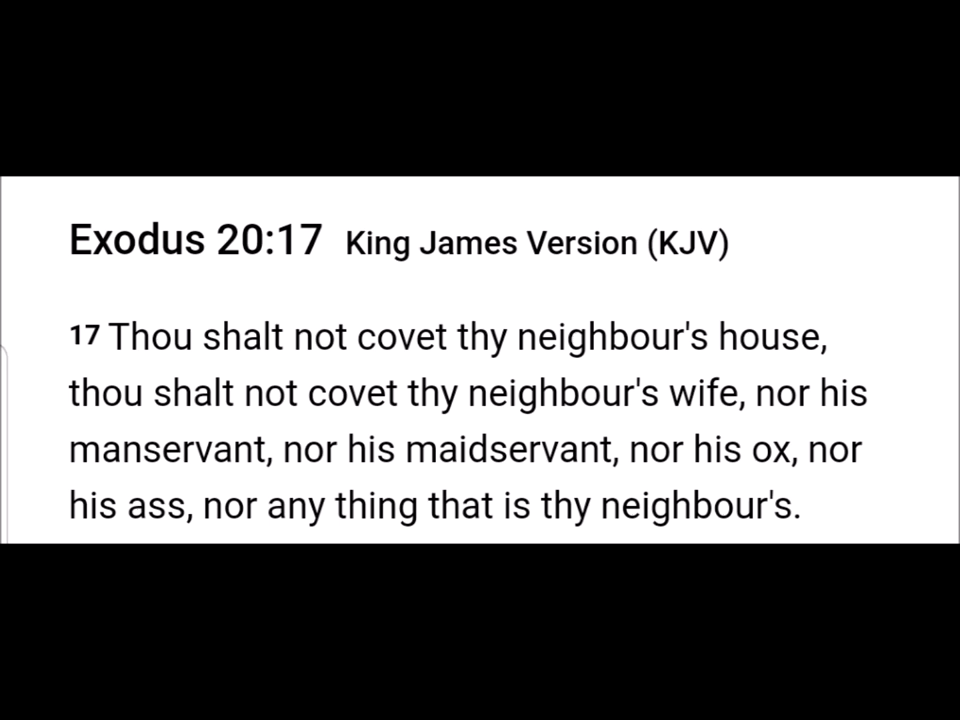 Exodus 20:17 King James Version (KJV)
17 Thou shalt not covet thy neighbour's house,
thou shalt not covet thy neighbour's wife, nor his
manservant, nor his maidservant, nor his ox, nor
his ass, nor any thing that is thy neighbour's.